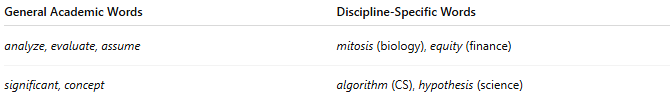 General Academic Words Discipline-Specific Words
analyze, evaluate, assume mitosis (biology), equity (finance)
significant, concept algorithm (CS), hypothesis (science)